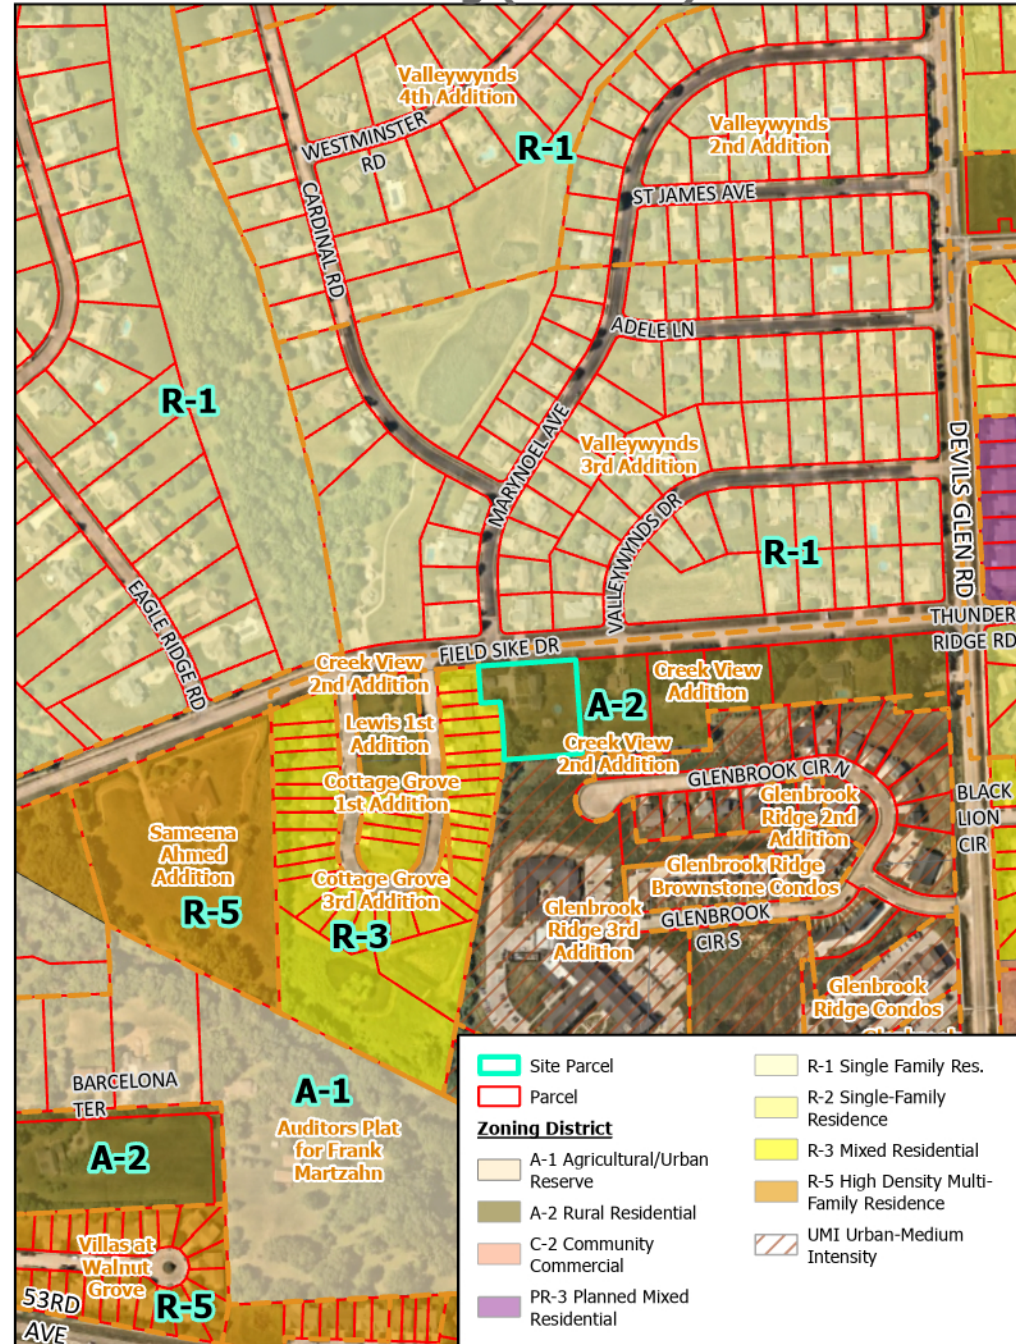 Valleywynds
4th Addition
WESTMINSTER
RD
R-1
Valleywynds
2nd Addition
ST JAMES AVE
CARDINAL RD
ADELE LN
R-1
MARYNOEL AVE
Valleywynds
3rd Addition
DEVILS GLEN RD
VALLEYWYNDS DR
R-1
EAGLE RIDGE RD
THUNDER
RIDGE RD
FIELD SIKE DR
Creek View
2nd Addition
Creek View
Addition
A-2
Lewis 1st
Addition
Creek View
2nd Addition
GLENBROOK CIR N
Cottage Grove
1st Addition
Glenbrook
Ridge 2nd
Addition
BLACK
LION
CIR
Sameena
Ahmed
Addition
R-5
Cottage Grove
3rd Addition
R-3
Glenbrook Ridge
Brownstone Condos
Glenbrook
Ridge 3rd
Addition
GLENBROOK
CIR S
Glenbrook
Ridge Condos
BARCELONA
TER
A-1
Auditors Plat
for Frank
Martzahn
A-2
Villas at
Walnut
Grove
R-5
53RD
AVE
Site Parcel
Parcel
Zoning District
A-1 Agricultural/Urban
Reserve
A-2 Rural Residential
C-2 Community
Commercial
PR-3 Planned Mixed
Residential
R-1 Single Family Res.
R-2 Single-Family
Residence
R-3 Mixed Residential
R-5 High Density Multi-
Family Residence
UMI Urban-Medium
Intensity